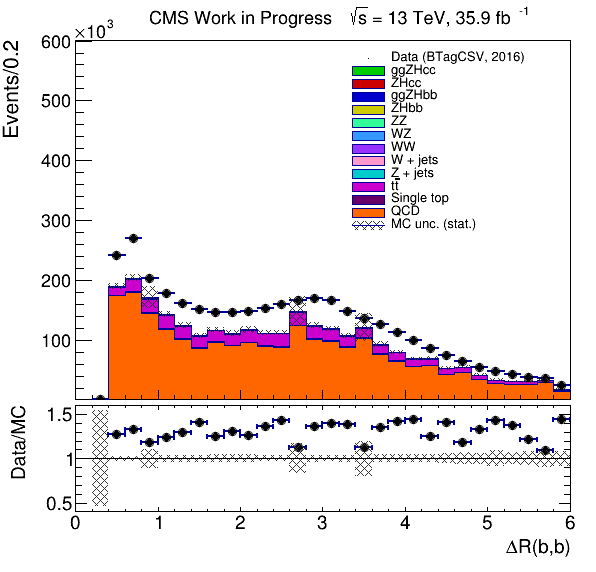 CMS Work in Progress √s = 13 TeV, 35.9 fb⁻¹
×10³
Events/0.2
600
500
400
300
200
100
Data (BTagCSV, 2016)
ggZHcc
ZHcc
ggZHbb
ZHbb
ZZ
WZ
WW
W + jets
Z + jets
tt̄
Single top
QCD
MC unc. (stat.)
Data/MC
1.5
1
0.5
0 1 2 3 4 5 6
ΔR(b,b)